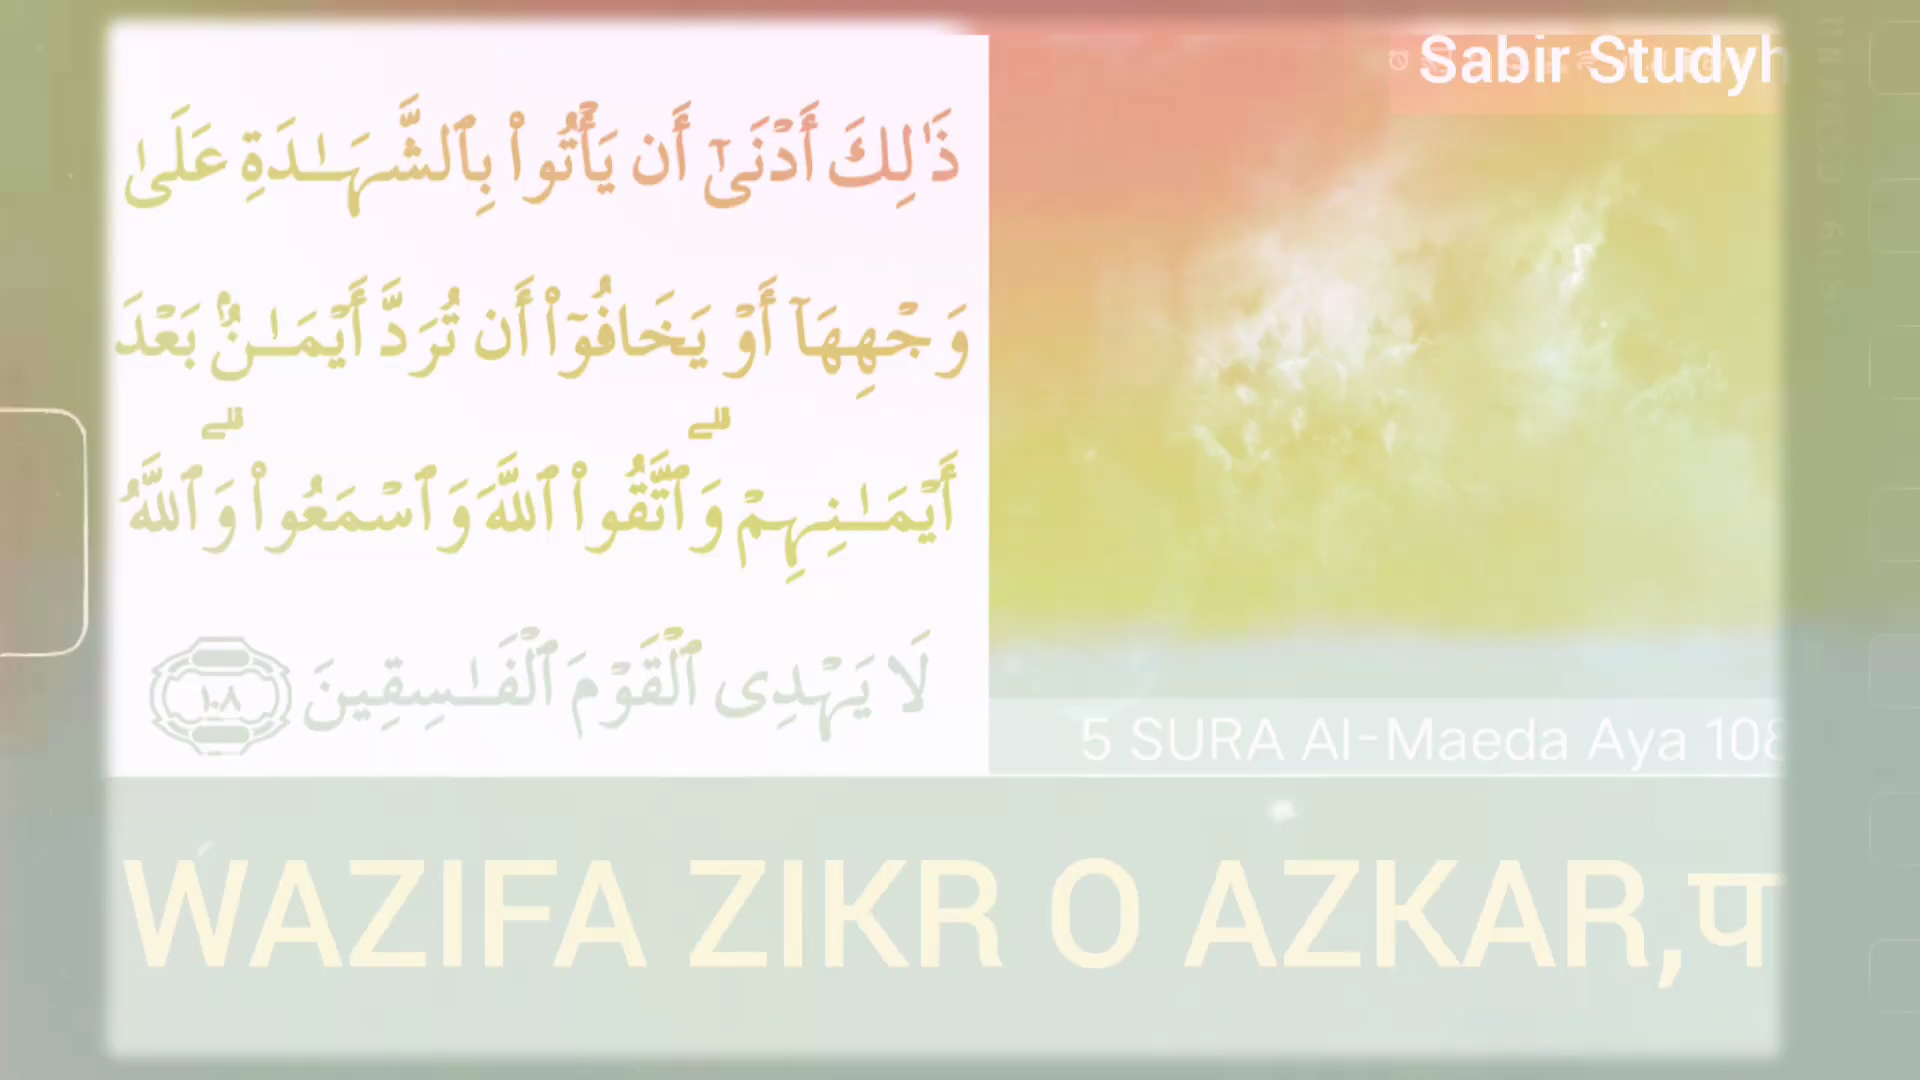 Sabir Studyh
ذَٰلِكَ أَدْنَىٰٓ أَن يَأْتُوا۟ بِٱلشَّهَـٰدَةِ عَلَىٰ
وَجْهِهَآ أَوْ يَخَافُوٓا۟ أَن تُرَدَّ أَيْمَـٰنٌۢ بَعْدَ
أَيْمَـٰنِهِمْ ۗ وَٱتَّقُوا۟ ٱللَّهَ وَٱسْمَعُوا۟ ۗ وَٱللَّهُ
لَا يَهْدِى ٱلْقَوْمَ ٱلْفَـٰسِقِينَ ١٠٨
5 SURA Al-Maeda Aya 108
WAZIFA ZIKR O AZKAR,प